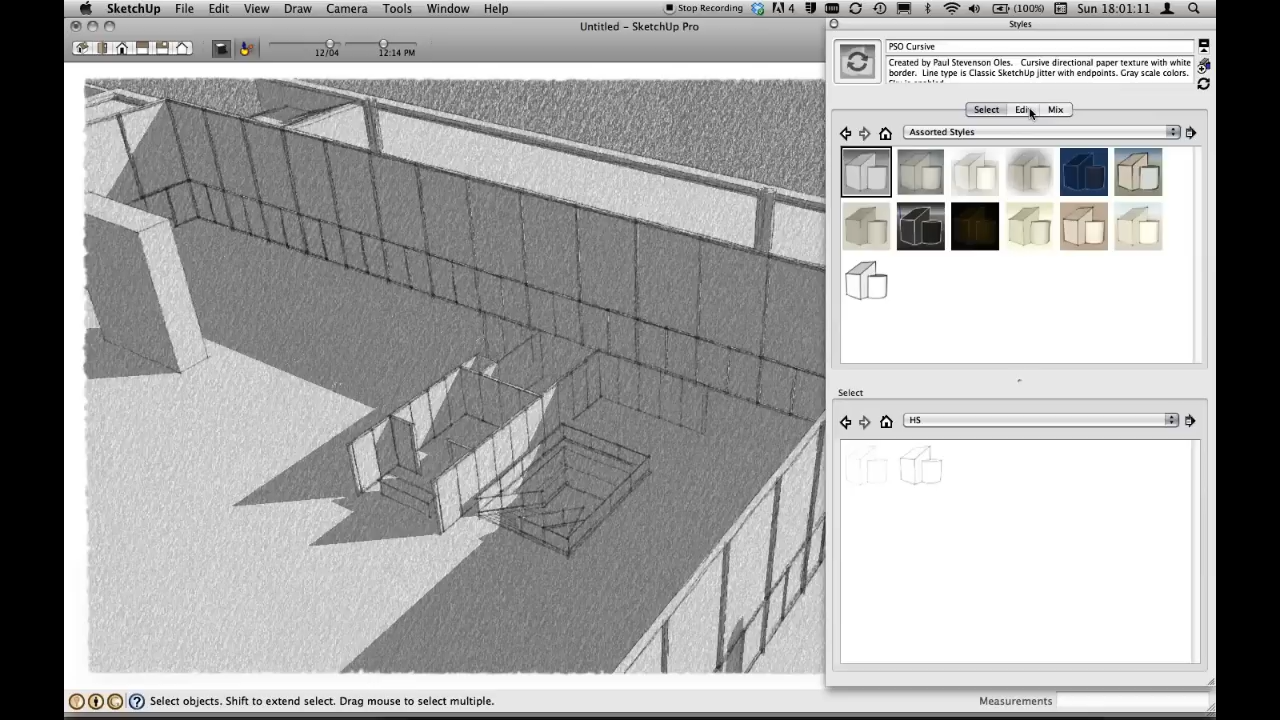 SketchUp File Edit View Draw Camera Tools Window Help Stop Recording 4 (100%) Sun 18:01:11
Untitled - SketchUp Pro
12/04 12:14 PM
Styles
PSO Cursive
Created by Paul Stevenson Oles. Cursive directional paper texture with white
border. Line type is Classic SketchUp jitter with endpoints. Gray scale colors.
Select Edit Mix
Assorted Styles
Select
HS
Select objects. Shift to extend select. Drag mouse to select multiple.
Measurements